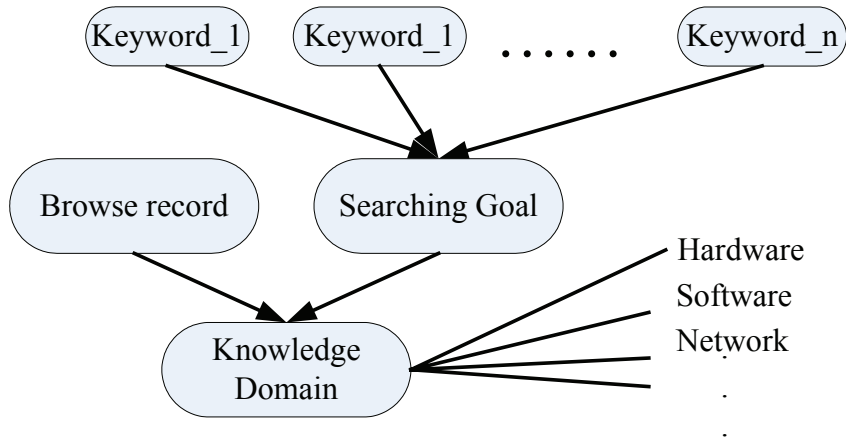 Keyword_1 Keyword_1 ...... Keyword_n
Browse record Searching Goal
Hardware
Software
Network
Knowledge
Domain
.
.
.